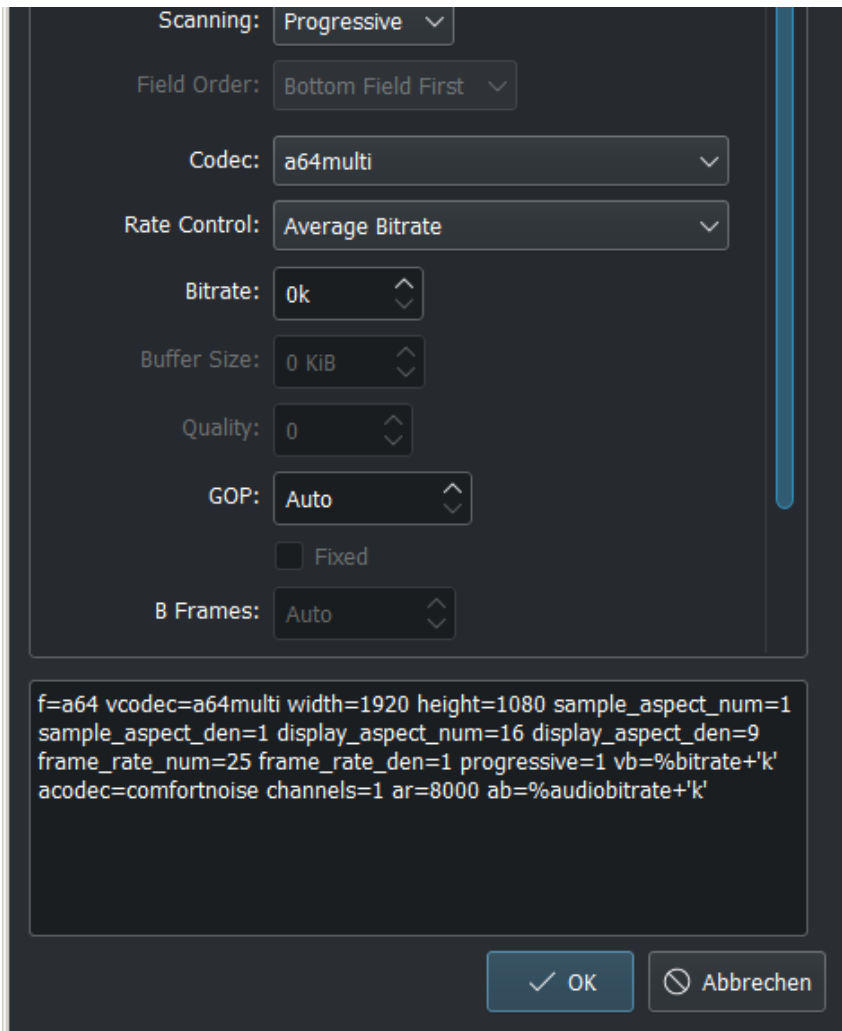 Scanning: Progressive
Field Order: Bottom Field First
Codec: a64multi
Rate Control: Average Bitrate
Bitrate: 0k
Buffer Size: 0 KiB
Quality: 0
GOP: Auto
Fixed
B Frames: Auto
f=a64 vcodec=a64multi width=1920 height=1080 sample_aspect_num=1
sample_aspect_den=1 display_aspect_num=16 display_aspect_den=9
frame_rate_num=25 frame_rate_den=1 progressive=1 vb=%bitrate+'k'
acodec=comfortnoise channels=1 ar=8000 ab=%audiobitrate+'k'
OK Abbrechen